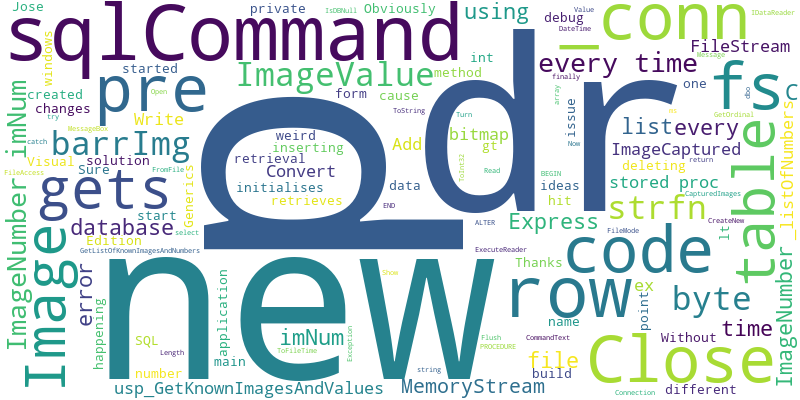 Jose
private
IsDBNull
Obviously
using
_conn
Value
DateTime
IDataReader
sqlCommand
windows
started
debug
int
FileStream
Message
finally
every time
ImageValue
method
pre
created
changes
form
cause
ToString
fsc
one
array
dbo
Open
try
Write
Add
Turn
issue
list
every
GetOrdinal
imNum
barrImg
weird
inserting
bitmap
gt
Now
no
ImageCaptured
return
MessageBox
catch
Visual
solution
retrieval
Convert
ToInt32
Read
BEGIN
ideas
deleting
_listOfNumbers
FileAccess
Sure
FromFile
initialises
data
hit
stored proc
CapturedImages
gets
Generics
retrieves
END
p
dr
table
start
strfn
database
ALTER
Express
CreateNew
FileMode
lt
Edition
select
GetListOfKnownImagesAndNumbers
ExecuteReader
code
Image
ImageNumber
error
application
new
Thanks
row
ex
byte
point
name
time
happening
SQL
imNum
Show
Exception
Flush
PROCEDURE
CommandText
Without
Close
Length
main
ToFileTime
file
ImageNumber
number
string
build
usp_GetKnownImagesAndValues
MemoryStream
Connection
different